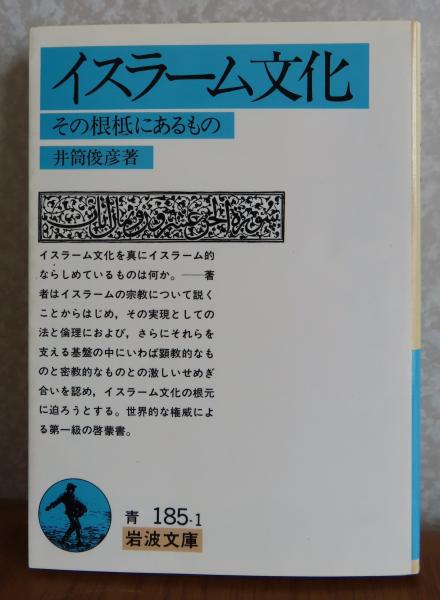 イスラーム文化
その根柢にあるもの
井筒俊彦著
イスラーム文化を真にイスラーム的
ならしめているものは何か。——著
者はイスラームの宗教について説く
ことからはじめ，その実現としての
法と倫理におよび，さらにそれらを
支える基盤の中にいわば顕教的なも
のと密教的なものとの激しいせめぎ
合いを認め，イスラーム文化の根元
に迫ろうとする。世界的な権威によ
る第一級の啓蒙書。
青 185-1
岩波文庫